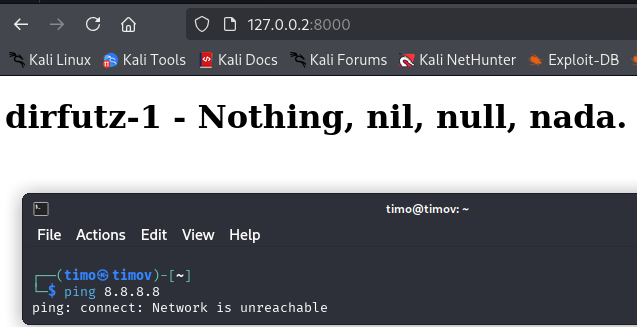 127.0.0.2:8000
Kali Linux Kali Tools Kali Docs Kali Forums Kali NetHunter Exploit-DB
dirfutz-1 - Nothing, nil, null, nada.
timo@timov: ~
File Actions Edit View Help
┌──(timo㉿timov)-[~]
└─$ ping 8.8.8.8
ping: connect: Network is unreachable